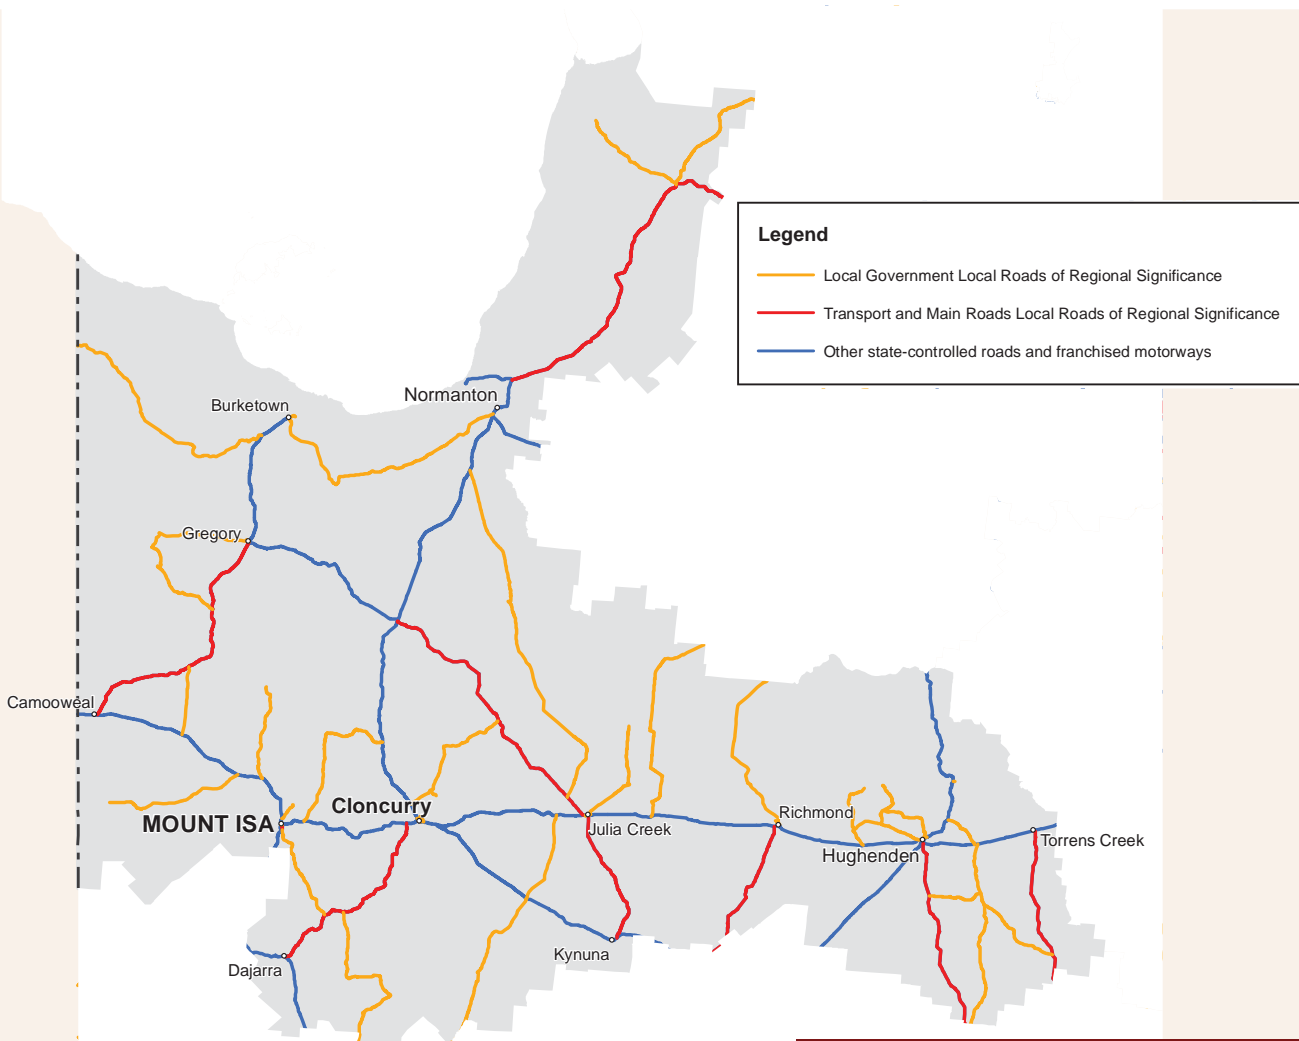 Legend
Local Government Local Roads of Regional Significance
Transport and Main Roads Local Roads of Regional Significance
Other state-controlled roads and franchised motorways
Normanton
Burketown
Gregory
Camooweal
Cloncurry
MOUNT ISA
Richmond
Julia Creek
Torrens Creek
Hughenden
Kynuna
Dajarra